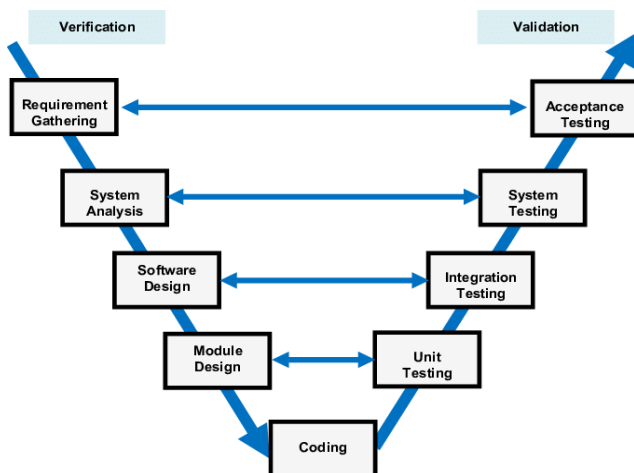 Verification
Validation
Requirement
Gathering
Acceptance
Testing
System
Analysis
System
Testing
Software
Design
Integration
Testing
Module
Design
Unit
Testing
Coding